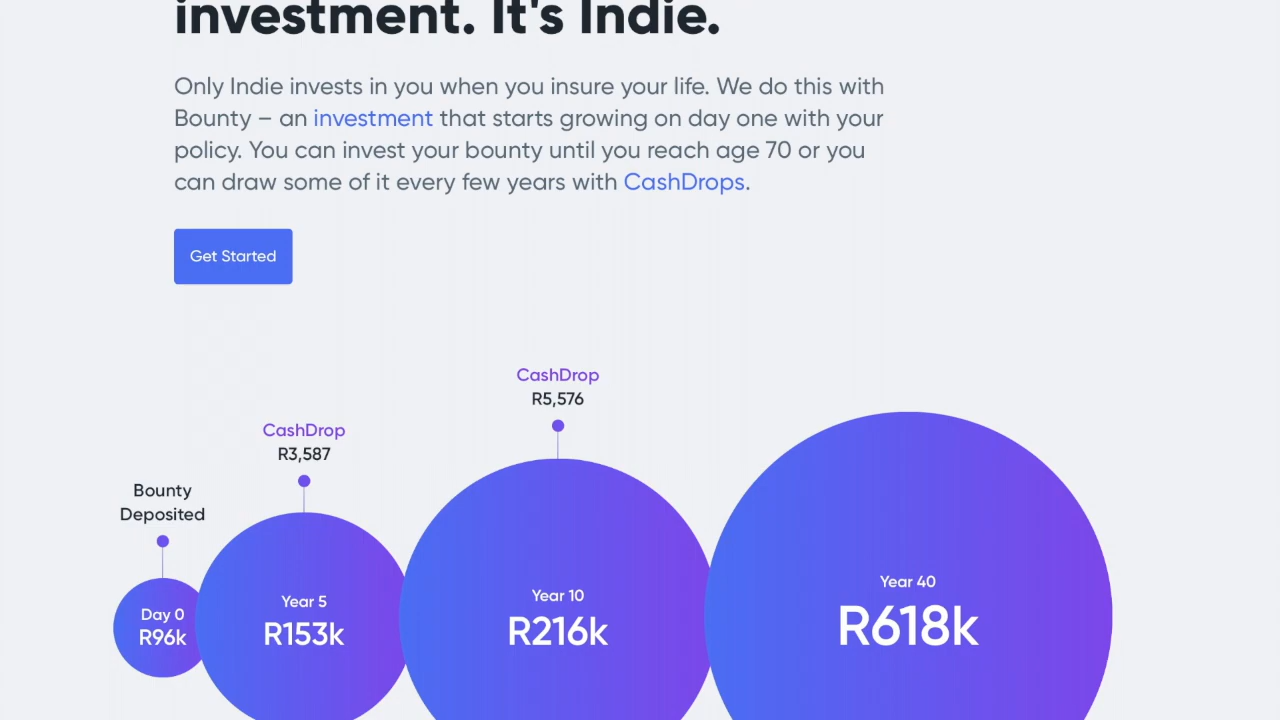 investment. It's Indie.
Only Indie invests in you when you insure your life. We do this with
Bounty – an investment that starts growing on day one with your
policy. You can invest your bounty until you reach age 70 or you
can draw some of it every few years with CashDrops.
Get Started
CashDrop
R5,576
CashDrop
R3,587
Bounty
Deposited
Day 0
R96k
Year 5
R153k
Year 10
R216k
Year 40
R618k